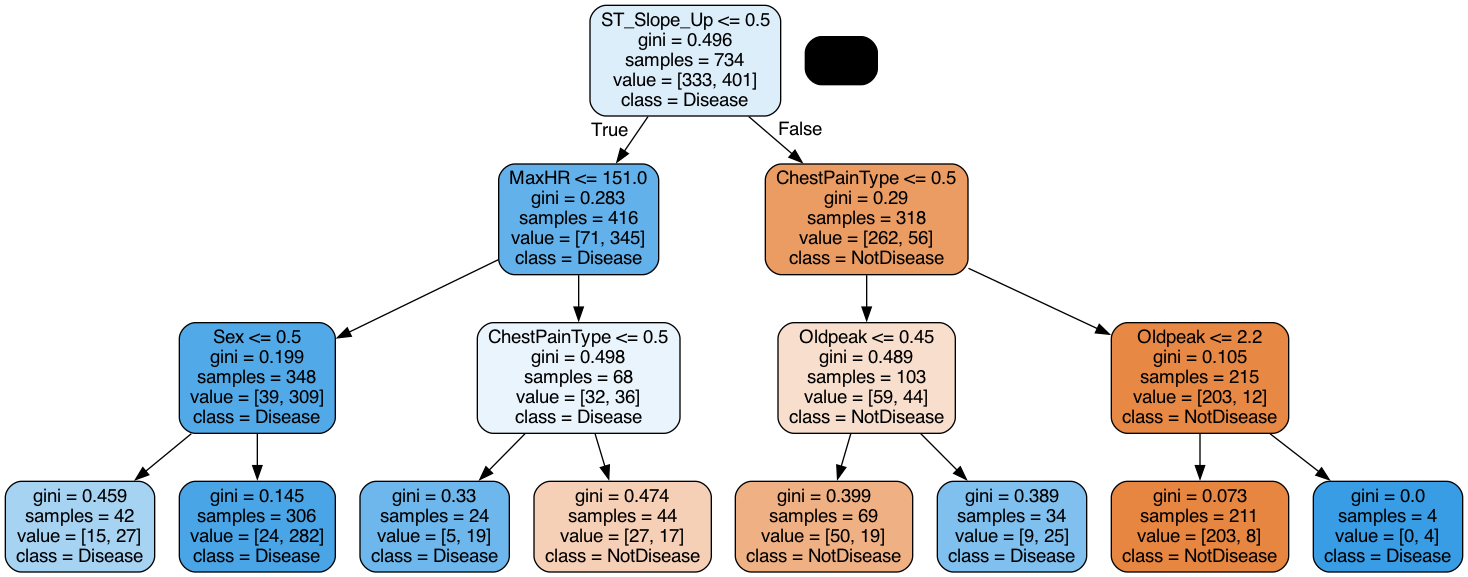 ST_Slope_Up <= 0.5
gini = 0.496
samples = 734
value = [333, 401]
class = Disease
True
False
MaxHR <= 151.0
gini = 0.283
samples = 416
value = [71, 345]
class = Disease
ChestPainType <= 0.5
gini = 0.29
samples = 318
value = [262, 56]
class = NotDisease
Sex <= 0.5
gini = 0.199
samples = 348
value = [39, 309]
class = Disease
ChestPainType <= 0.5
gini = 0.498
samples = 68
value = [32, 36]
class = Disease
Oldpeak <= 0.45
gini = 0.489
samples = 103
value = [59, 44]
class = NotDisease
Oldpeak <= 2.2
gini = 0.105
samples = 215
value = [203, 12]
class = NotDisease
gini = 0.459
samples = 42
value = [15, 27]
class = Disease
gini = 0.145
samples = 306
value = [24, 282]
class = Disease
gini = 0.33
samples = 24
value = [5, 19]
class = Disease
gini = 0.474
samples = 44
value = [27, 17]
class = NotDisease
gini = 0.399
samples = 69
value = [50, 19]
class = NotDisease
gini = 0.389
samples = 34
value = [9, 25]
class = Disease
gini = 0.073
samples = 211
value = [203, 8]
class = NotDisease
gini = 0.0
samples = 4
value = [0, 4]
class = Disease